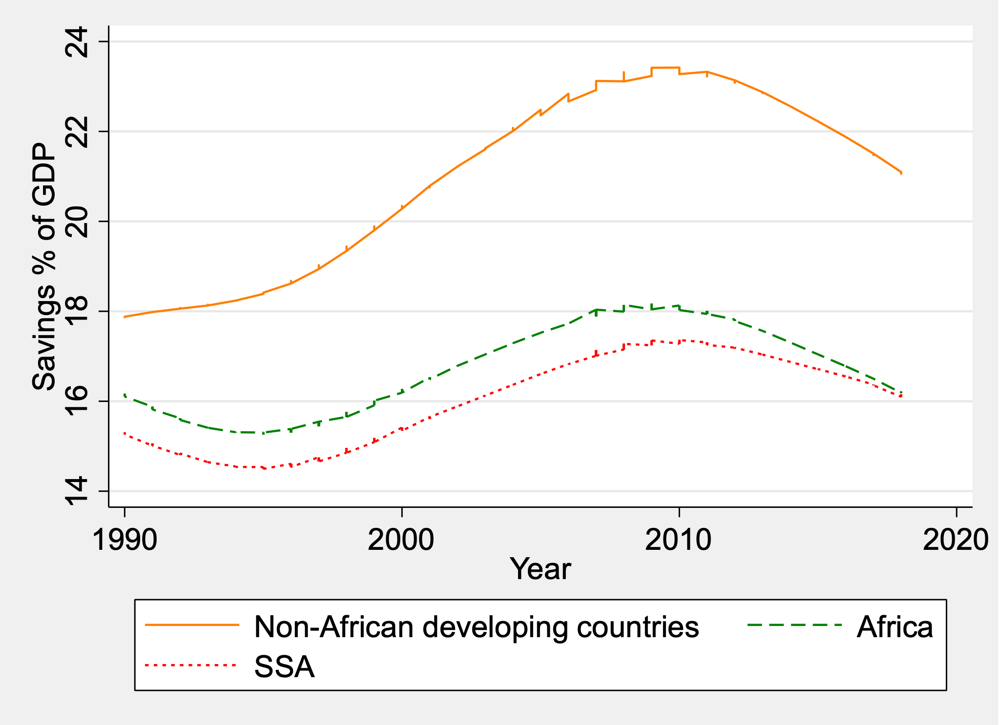 Savings % of GDP
24
22
20
18
16
14
1990 2000 2010 2020
Year
Non-African developing countries Africa
SSA